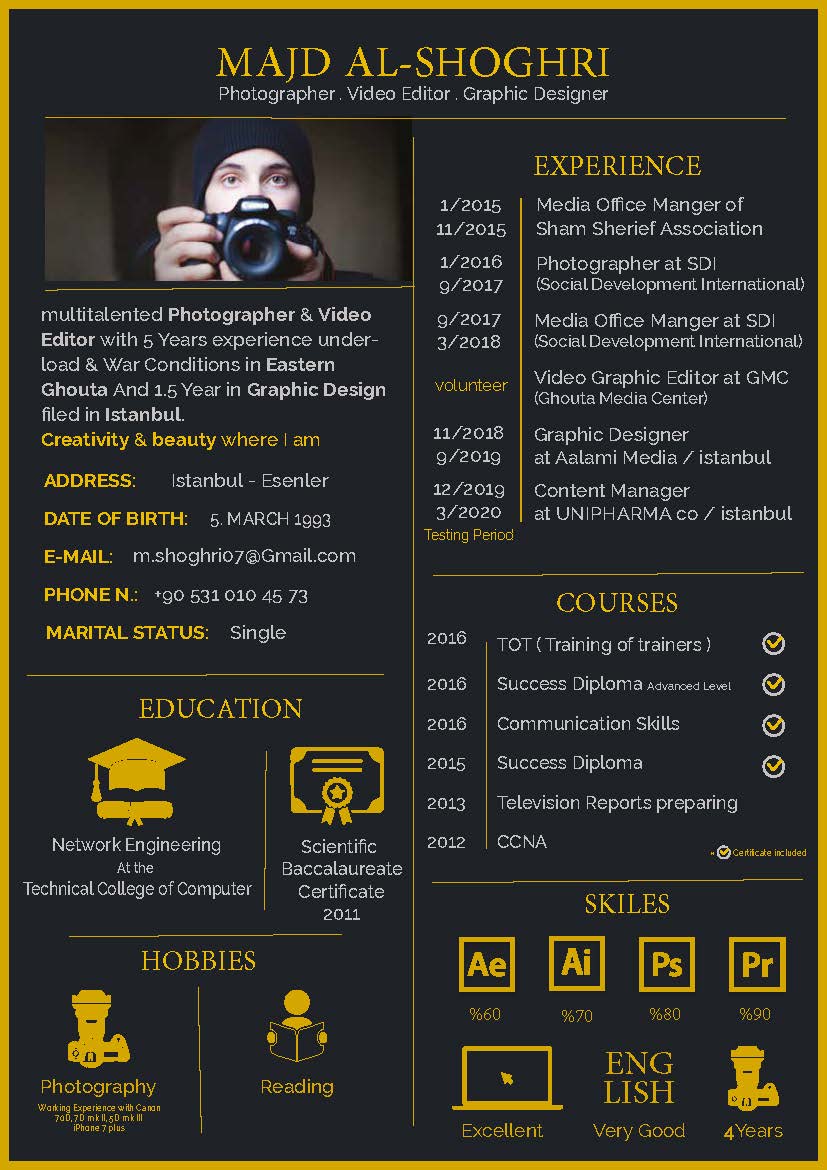 MAJD AL-SHOGHRI
Photographer . Video Editor . Graphic Designer
multitalented Photographer & Video
Editor with 5 Years experience under-
load & War Conditions in Eastern
Ghouta And 1.5 Year in Graphic Design
filed in Istanbul.
Creativity & beauty where I am
ADDRESS: Istanbul - Esenler
DATE OF BIRTH: 5. MARCH 1993
E-MAIL: m.shoghri07@Gmail.com
PHONE N.: +90 531 010 45 73
MARITAL STATUS: Single
EDUCATION
Network Engineering
At the
Technical College of Computer
Scientific
Baccalaureate
Certificate
2011
HOBBIES
Photography
Working Experience with Canon
70D, 7D mk II, 5D mk III
iPhone 7 plus
Reading
EXPERIENCE
1/2015 Media Office Manger of
11/2015 Sham Sherief Association
1/2016 Photographer at SDI
9/2017 (Social Development International)
9/2017 Media Office Manger at SDI
3/2018 (Social Development International)
volunteer Video Graphic Editor at GMC
(Ghouta Media Center)
11/2018 Graphic Designer
9/2019 at Aalami Media / istanbul
12/2019 Content Manager
3/2020 at UNIPHARMA co / istanbul
Testing Period
COURSES
2016 TOT ( Training of trainers )
2016 Success Diploma Advanced Level
2016 Communication Skills
2015 Success Diploma
2013 Television Reports preparing
2012 CCNA
* Certificate included
SKILES
Ae Ai Ps Pr
%60 %70 %80 %90
ENG
LISH
Excellent Very Good 4Years